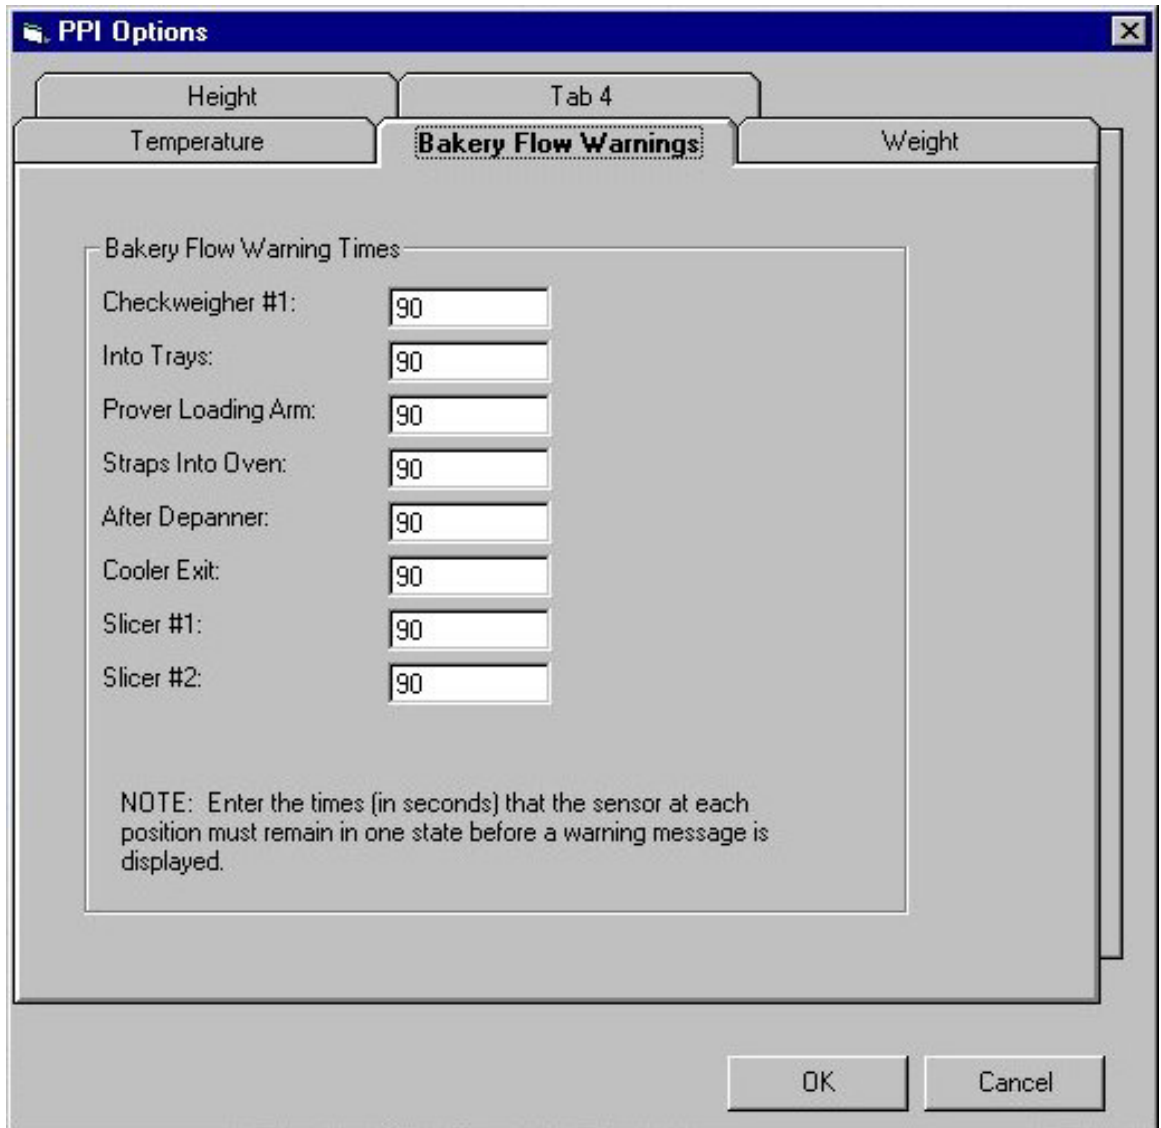 PPI Options
Height
Tab 4
Temperature
Bakery Flow Warnings
Weight
Bakery Flow Warning Times
Checkweigher #1: 90
Into Trays: 90
Prover Loading Arm: 90
Straps Into Oven: 90
After Depanner: 90
Cooler Exit: 90
Slicer #1: 90
Slicer #2: 90
NOTE:  Enter the times (in seconds) that the sensor at each
position must remain in one state before a warning message is
displayed.
OK
Cancel